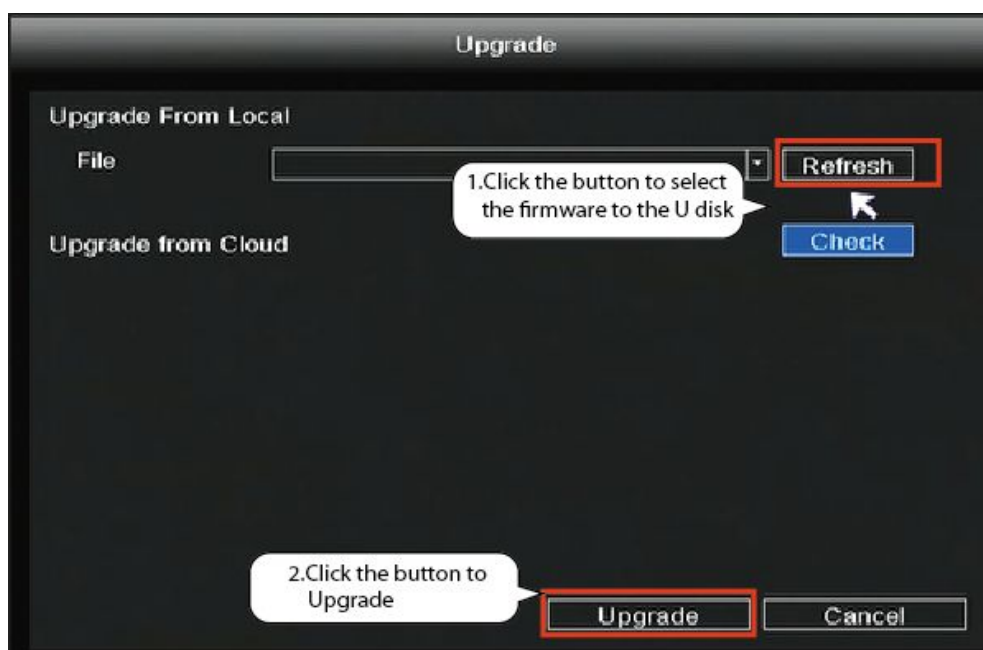 Upgrade
Upgrade From Local
File
Refresh
1.Click the button to select
the firmware to the U disk
Upgrade from Cloud
Check
2.Click the button to
Upgrade
Upgrade
Cancel